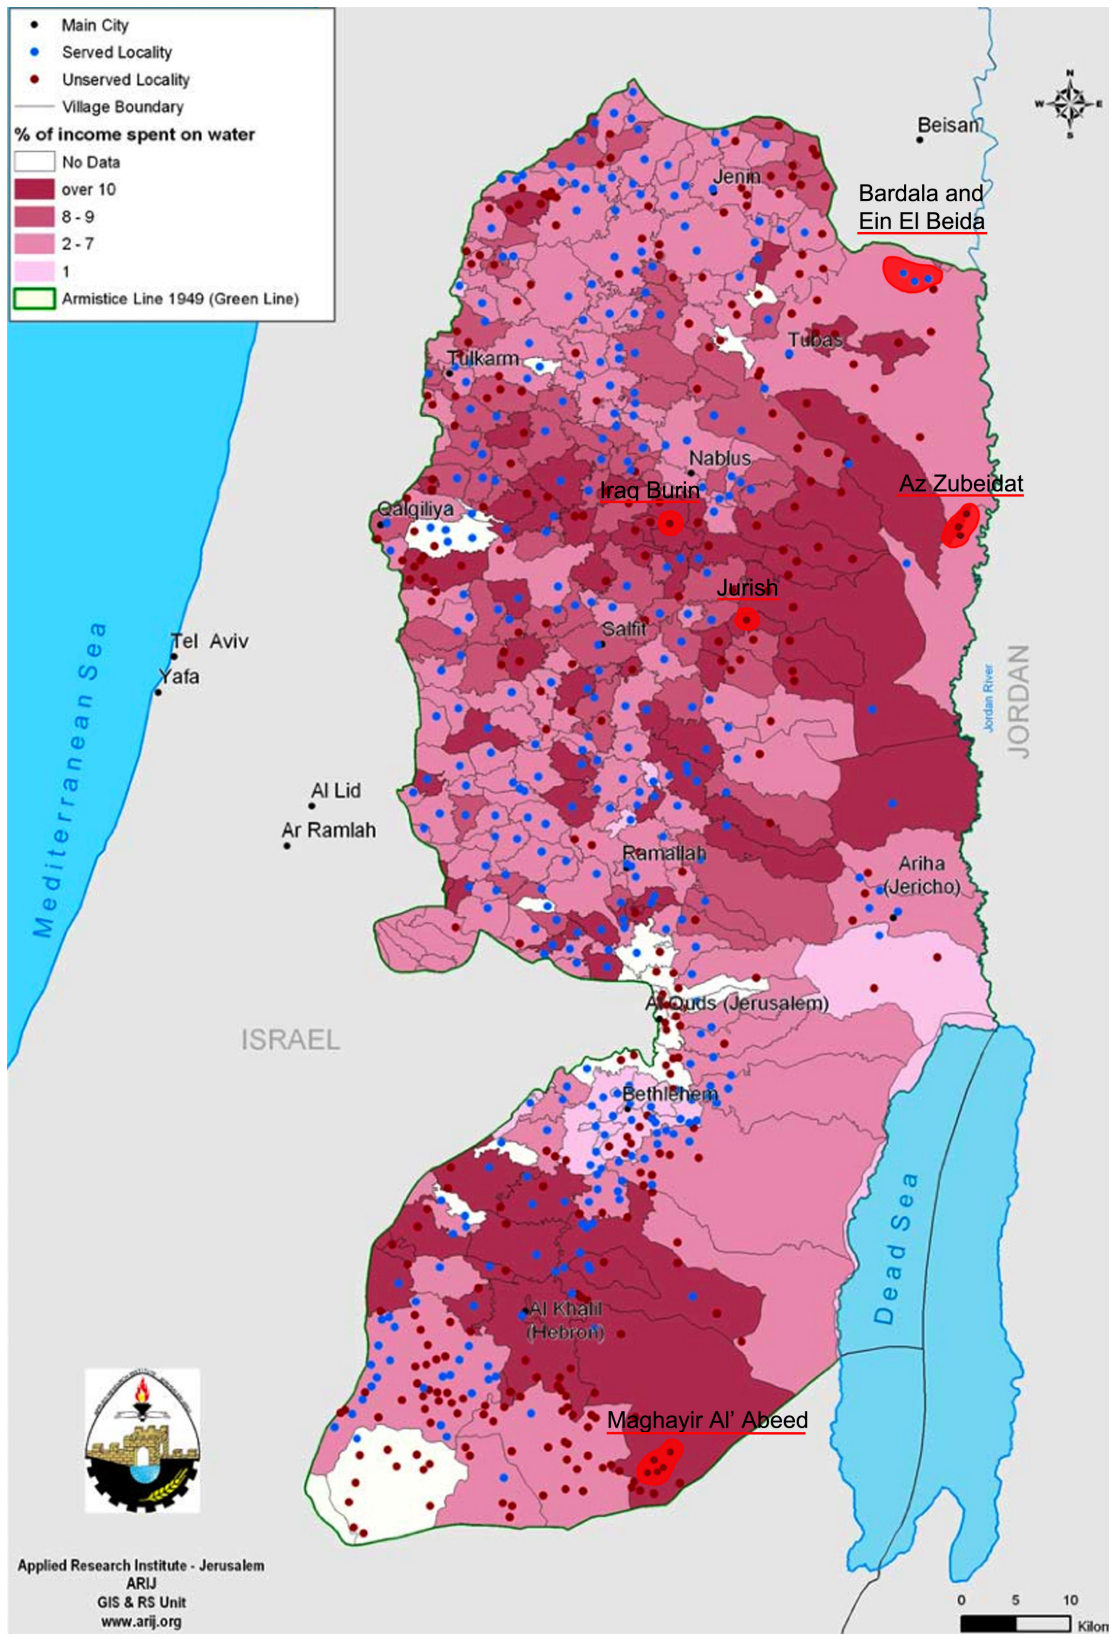 Main City
Served Locality
Unserved Locality
Village Boundary
% of income spent on water
No Data
over 10
8 - 9
2 - 7
1
Armistice Line 1949 (Green Line)
N
W E
S
Beisan
Jenin
Bardala and
Ein El Beida
Tubas
Tulkarm
Nablus
Iraq Burin
Az Zubeidat
Qalqiliya
Jurish
Salfit
Tel Aviv
Yafa
Mediterranean Sea
Jordan River
JORDAN
Al Lid
Ar Ramlah
Ramallah
Ariha
(Jericho)
Al Quds (Jerusalem)
ISRAEL
Bethlehem
Dead Sea
Al Khalil
(Hebron)
Maghayir Al' Abeed
Applied Research Institute - Jerusalem
ARIJ
GIS & RS Unit
www.arij.org
0 5 10
Kilom